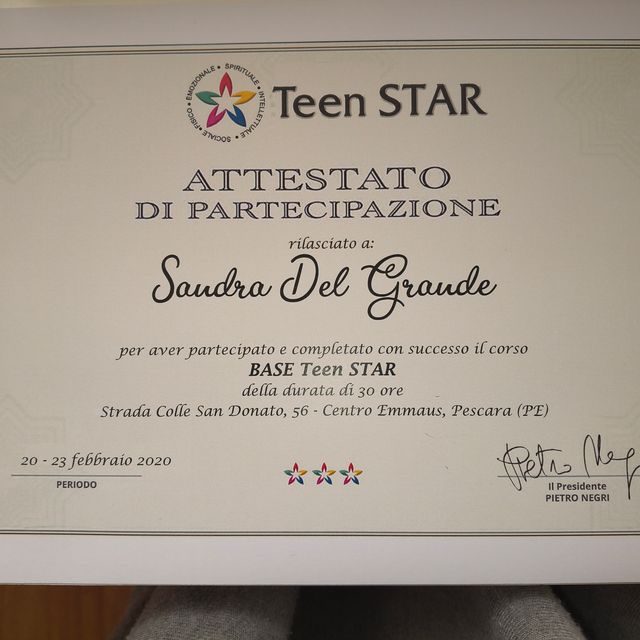 EMOZIONALE • SPIRITUALE • INTELLETTUALE • SOCIALE • FISICO •
Teen STAR
ATTESTATO
DI PARTECIPAZIONE
rilasciato a:
Sandra Del Grande
per aver partecipato e completato con successo il corso
BASE Teen STAR
della durata di 30 ore
Strada Colle San Donato, 56 - Centro Emmaus, Pescara (PE)
20 - 23 febbraio 2020
PERIODO
Pietro Neg
Il Presidente
PIETRO NEGRI